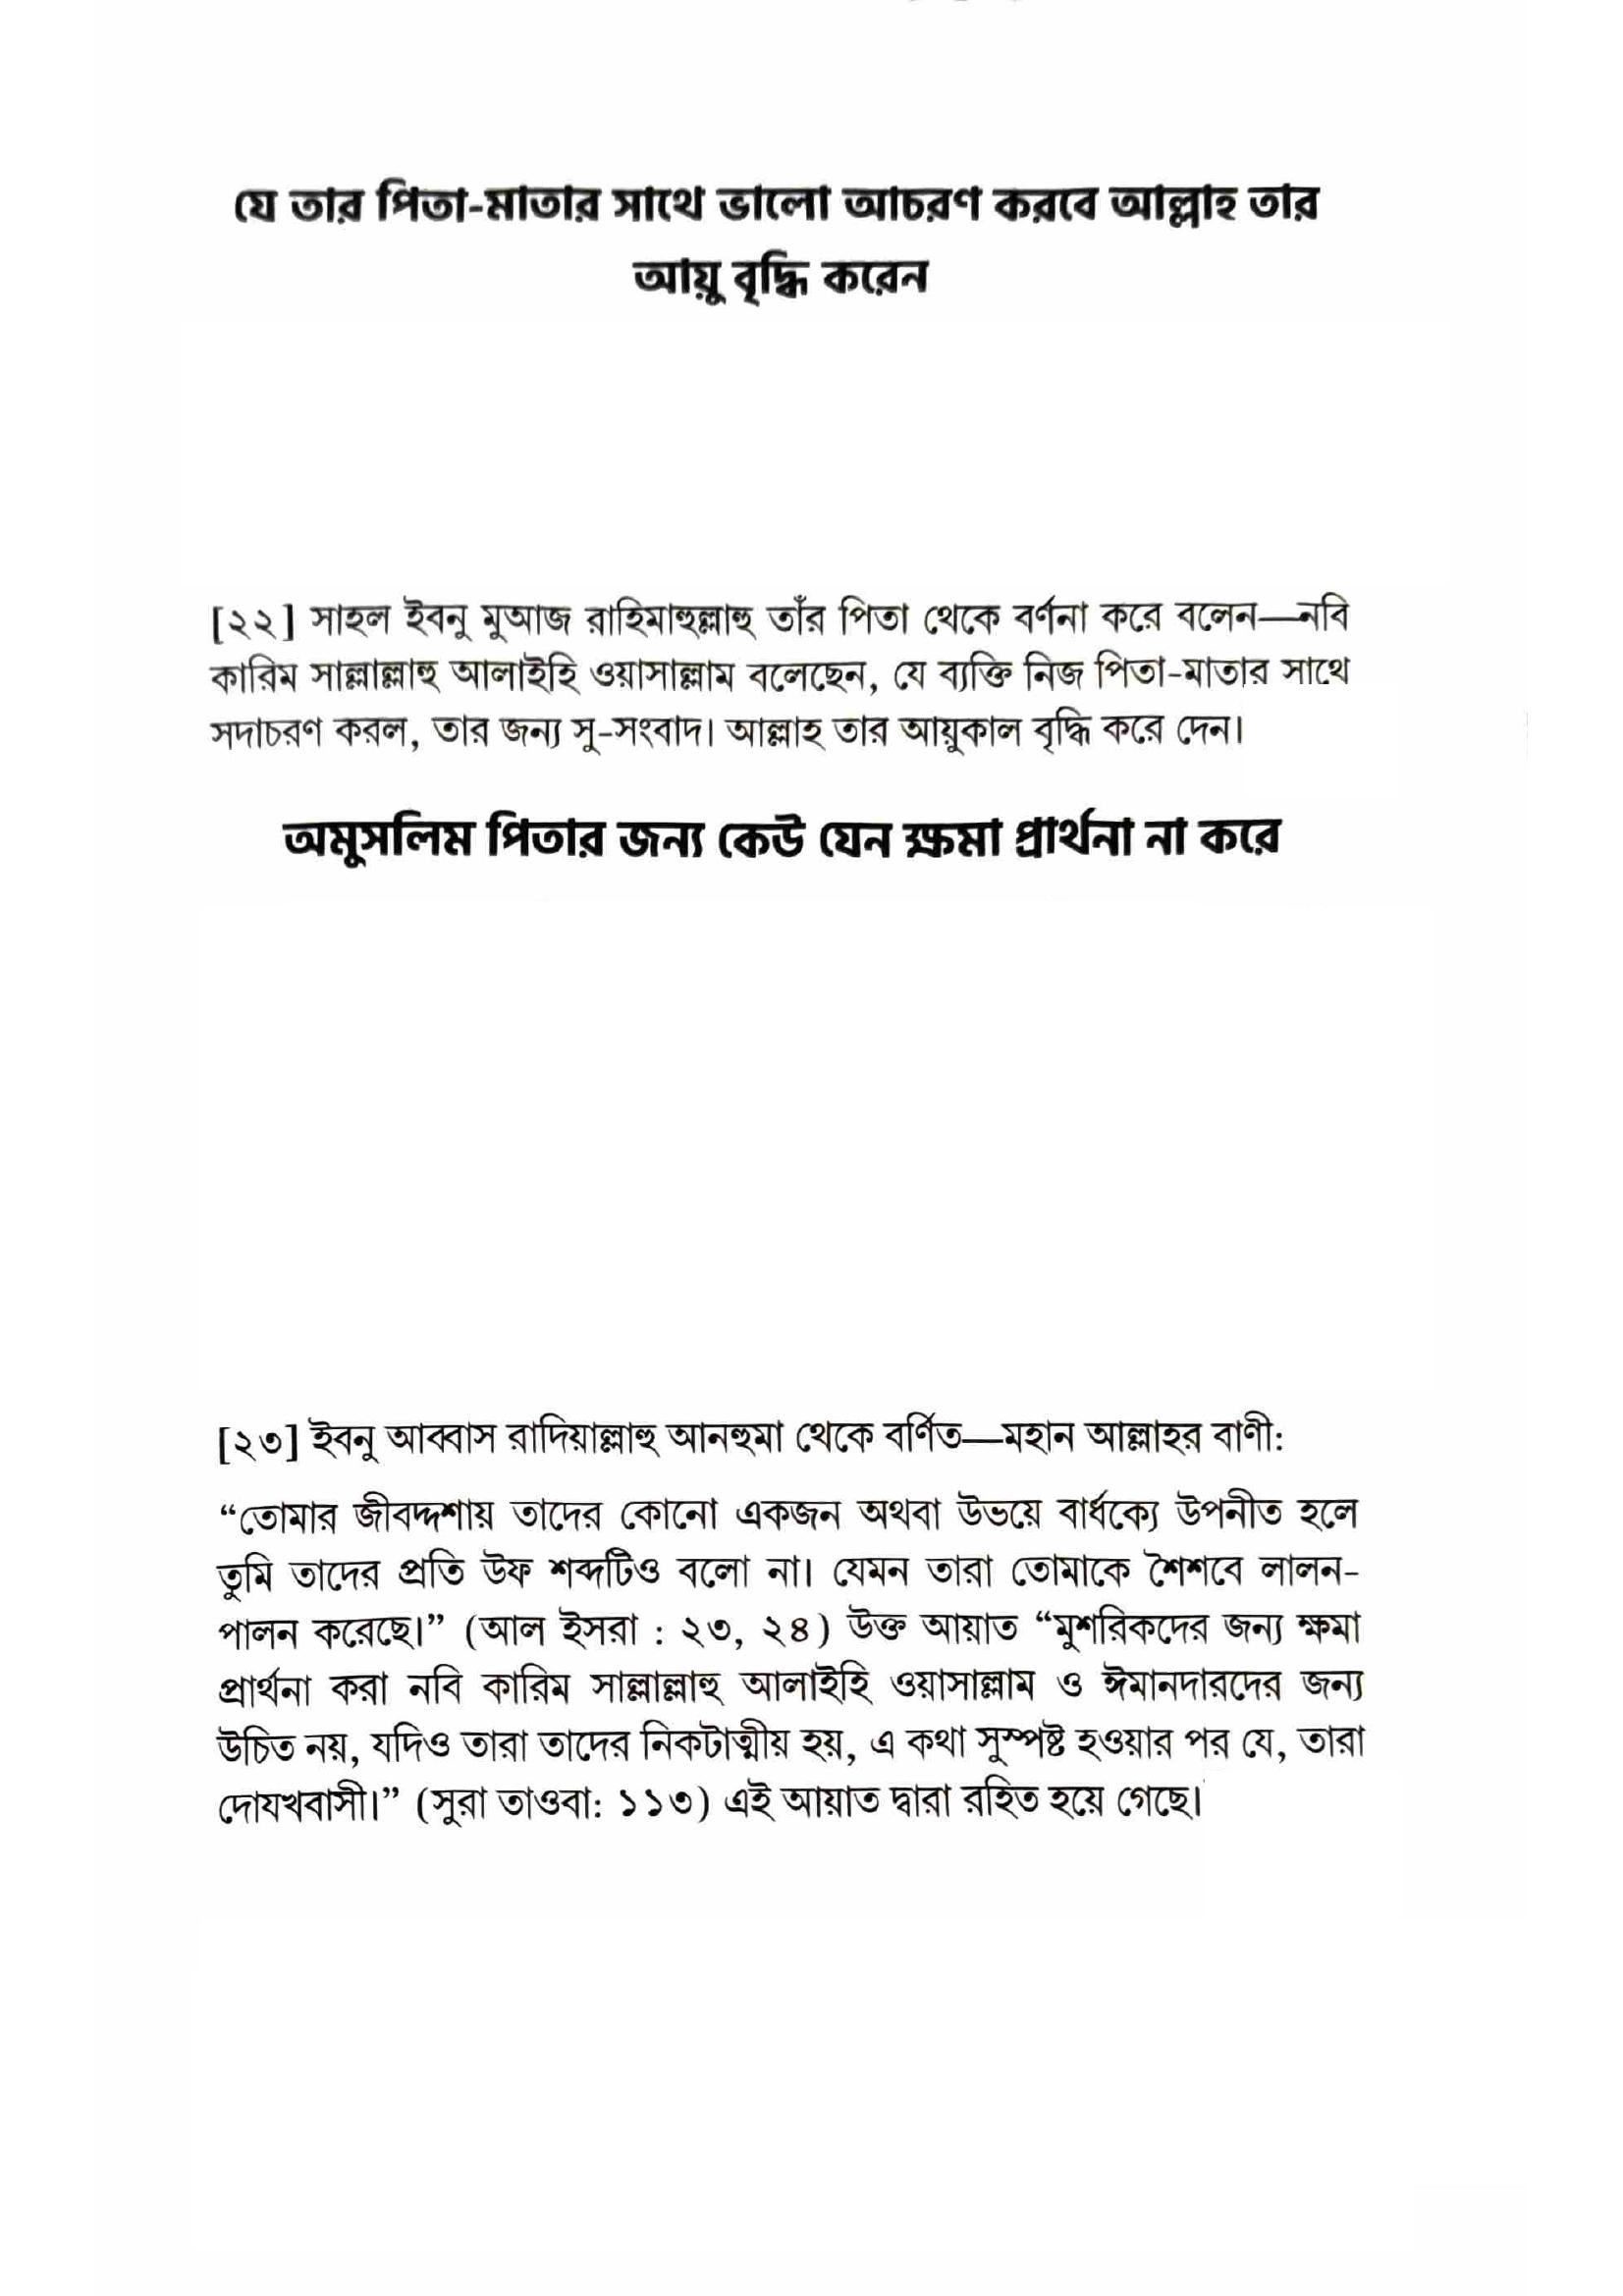 যে তার পিতা-মাতার সাথে ভালো আচরণ করবে আল্লাহ তার
আয়ু বৃদ্ধি করেন
[২২] সাহল ইবনু মুআজ রাহিমাহুল্লাহু তাঁর পিতা থেকে বর্ণনা করে বলেন—নবি
কারিম সাল্লাল্লাহু আলাইহি ওয়াসাল্লাম বলেছেন, যে ব্যক্তি নিজ পিতা-মাতার সাথে
সদাচরণ করল, তার জন্য সু-সংবাদ। আল্লাহ তার আয়ুকাল বৃদ্ধি করে দেন।
অমুসলিম পিতার জন্য কেউ যেন ক্ষমা প্রার্থনা না করে
[২৩] ইবনু আব্বাস রাদিয়াল্লাহু আনহুমা থেকে বর্ণিত—মহান আল্লাহর বাণী:
“তোমার জীবদ্দশায় তাদের কোনো একজন অথবা উভয়ে বার্ধক্যে উপনীত হলে
তুমি তাদের প্রতি উফ শব্দটিও বলো না। যেমন তারা তোমাকে শৈশবে লালন-
পালন করেছে।” (আল ইসরা : ২৩, ২৪) উক্ত আয়াত “মুশরিকদের জন্য ক্ষমা
প্রার্থনা করা নবি কারিম সাল্লাল্লাহু আলাইহি ওয়াসাল্লাম ও ঈমানদারদের জন্য
উচিত নয়, যদিও তারা তাদের নিকটাত্মীয় হয়, এ কথা সুস্পষ্ট হওয়ার পর যে, তারা
দোযখবাসী।” (সুরা তাওবা: ১১৩) এই আয়াত দ্বারা রহিত হয়ে গেছে।